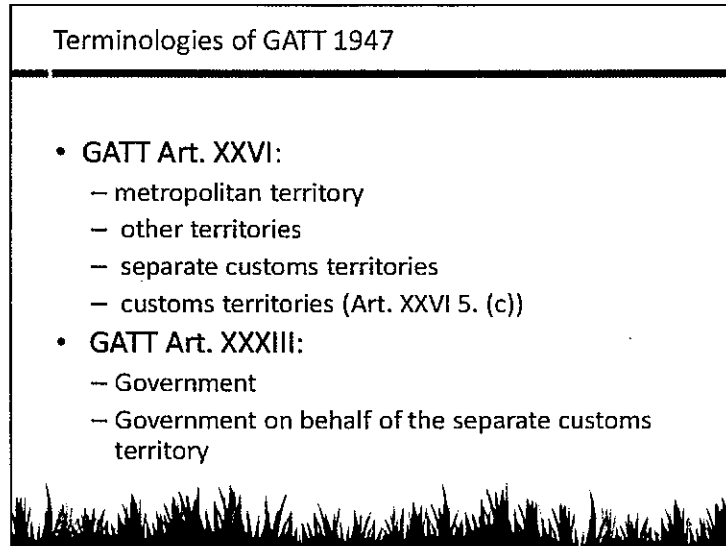 Terminologies of GATT 1947
• GATT Art. XXVI:
– metropolitan territory
– other territories
– separate customs territories
– customs territories (Art. XXVI 5. (c))
• GATT Art. XXXIII:
– Government
– Government on behalf of the separate customs
territory